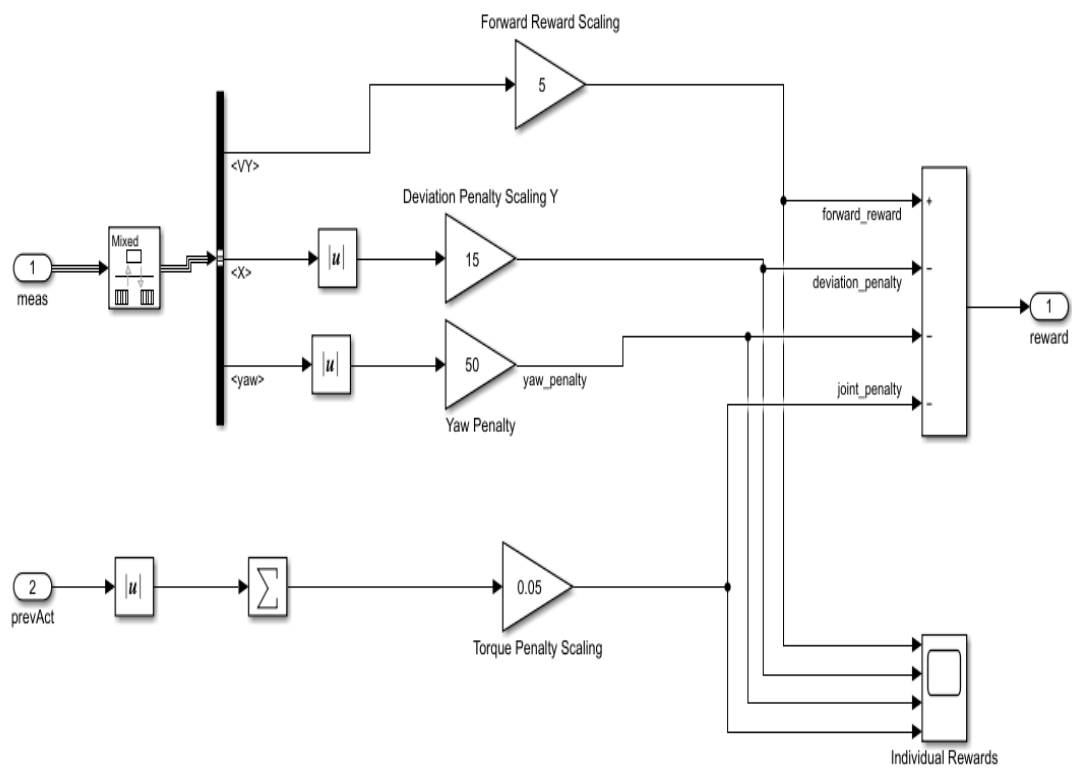 Forward Reward Scaling
5
<VY>
Deviation Penalty Scaling Y
Mixed
forward_reward
+
1
meas
<X>
|u|
15
deviation_penalty
-
1
reward
<yaw>
|u|
50
yaw_penalty
-
Yaw Penalty
joint_penalty
-
2
prevAct
|u|
∑
0.05
Torque Penalty Scaling
Individual Rewards